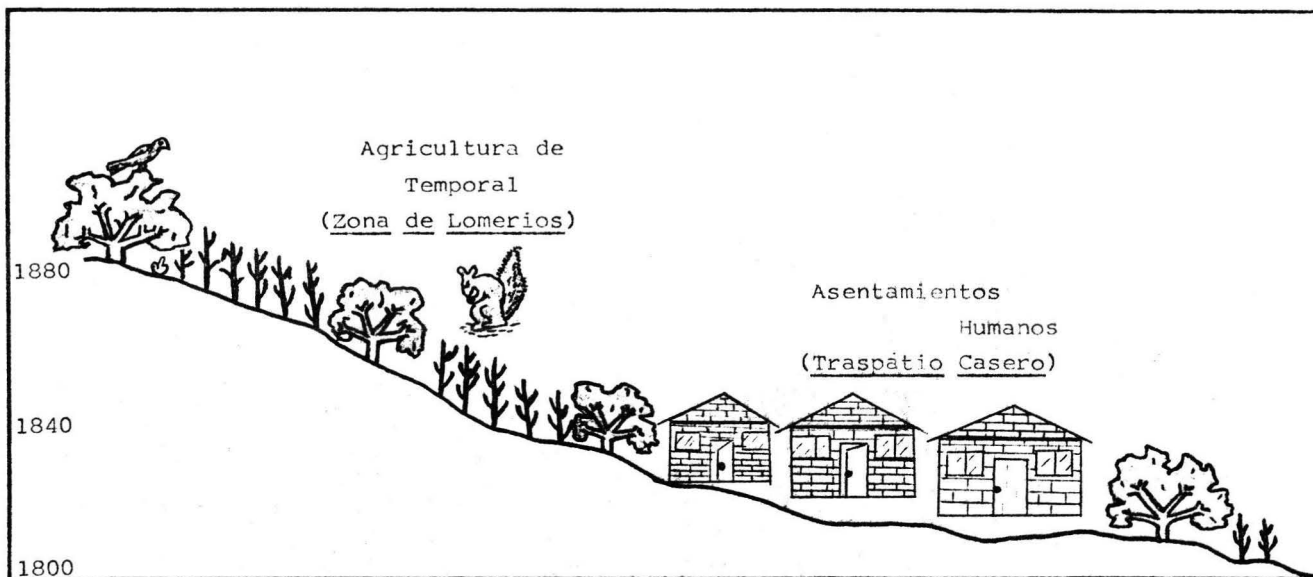 Agricultura de
Temporal
(Zona de Lomerios)
1880
Asentamientos
Humanos
(Traspátio Casero)
1840
1800